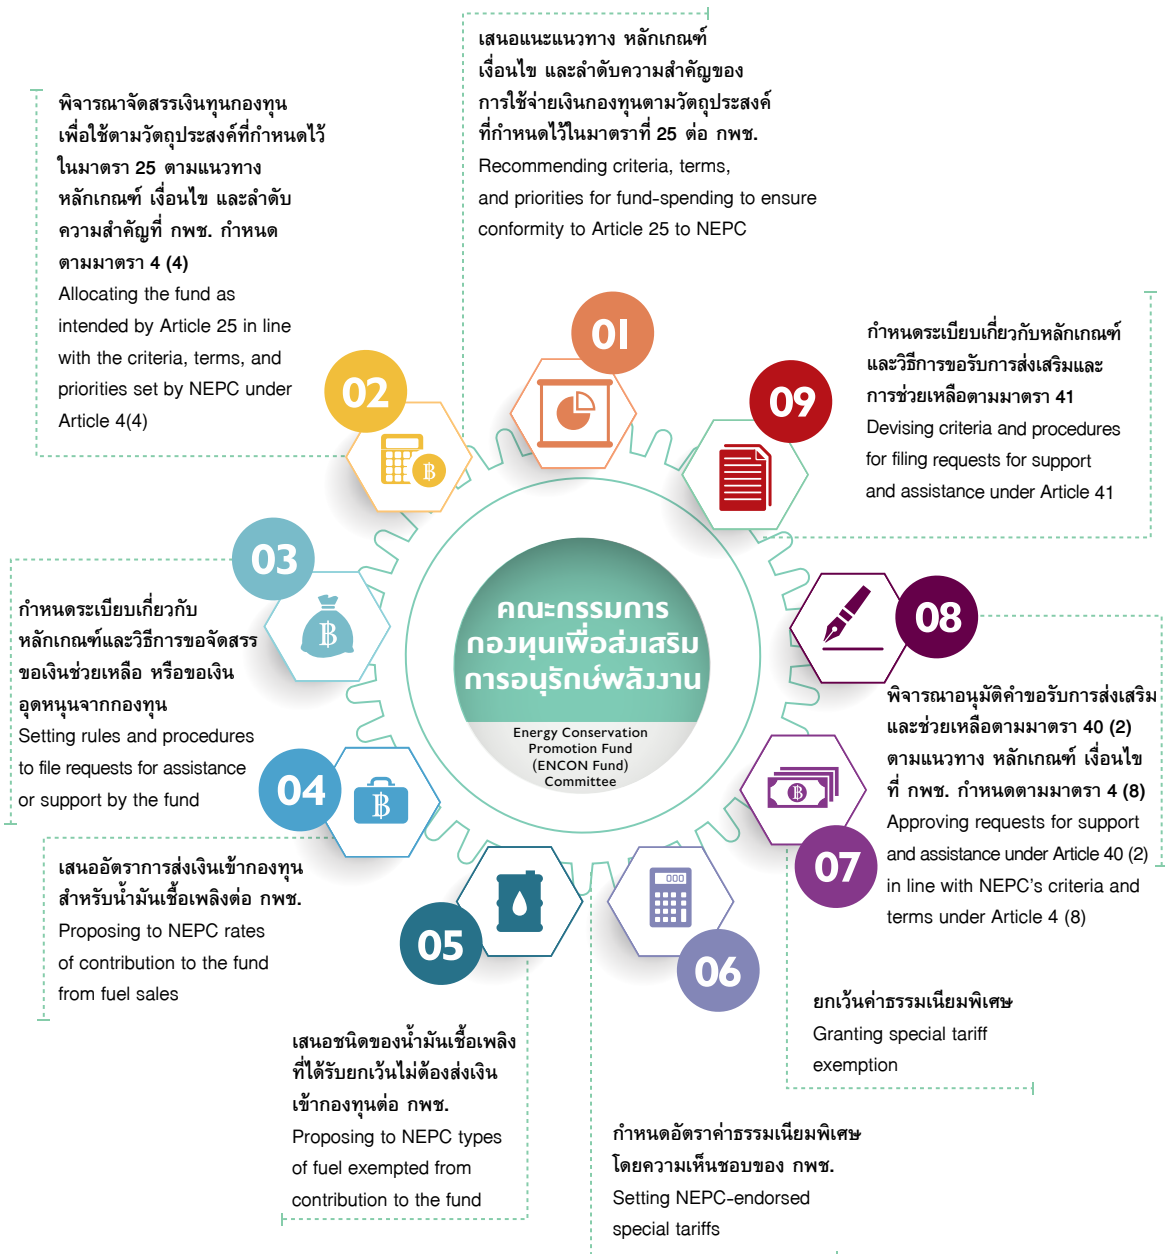 01
เสนอแนะแนวทาง หลักเกณฑ์
เงื่อนไข และลำดับความสำคัญของ
การใช้จ่ายเงินกองทุนตามวัตถุประสงค์
ที่กำหนดไว้ในมาตราที่ 25 ต่อ กพช.
Recommending criteria, terms,
and priorities for fund-spending to ensure
conformity to Article 25 to NEPC
02
พิจารณาจัดสรรเงินทุนกองทุน
เพื่อใช้ตามวัตถุประสงค์ที่กำหนดไว้
ในมาตรา 25 ตามแนวทาง
หลักเกณฑ์ เงื่อนไข และลำดับ
ความสำคัญที่ กพช. กำหนด
ตามมาตรา 4 (4)
Allocating the fund as
intended by Article 25 in line
with the criteria, terms, and
priorities set by NEPC under
Article 4(4)
฿
03
กำหนดระเบียบเกี่ยวกับ
หลักเกณฑ์และวิธีการขอจัดสรร
ขอเงินช่วยเหลือ หรือขอเงิน
อุดหนุนจากกองทุน
Setting rules and procedures
to file requests for assistance
or support by the fund
฿
04
เสนออัตราการส่งเงินเข้ากองทุน
สำหรับน้ำมันเชื้อเพลิงต่อ กพช.
Proposing to NEPC rates
of contribution to the fund
from fuel sales
฿
05
เสนอชนิดของน้ำมันเชื้อเพลิง
ที่ได้รับยกเว้นไม่ต้องส่งเงิน
เข้ากองทุนต่อ กพช.
Proposing to NEPC types
of fuel exempted from
contribution to the fund
06
000
กำหนดอัตราค่าธรรมเนียมพิเศษ
โดยความเห็นชอบของ กพช.
Setting NEPC-endorsed
special tariffs
07
฿
ยกเว้นค่าธรรมเนียมพิเศษ
Granting special tariff
exemption
08
พิจารณาอนุมัติคำขอรับการส่งเสริม
และช่วยเหลือตามมาตรา 40 (2)
ตามแนวทาง หลักเกณฑ์ เงื่อนไข
ที่ กพช. กำหนดตามมาตรา 4 (8)
Approving requests for support
and assistance under Article 40 (2)
in line with NEPC's criteria and
terms under Article 4 (8)
09
กำหนดระเบียบเกี่ยวกับหลักเกณฑ์
และวิธีการขอรับการส่งเสริมและ
การช่วยเหลือตามมาตรา 41
Devising criteria and procedures
for filing requests for support
and assistance under Article 41
คณะกรรมการ
กองทุนเพื่อส่งเสริม
การอนุรักษ์พลังงาน
Energy Conservation
Promotion Fund
(ENCON Fund)
Committee